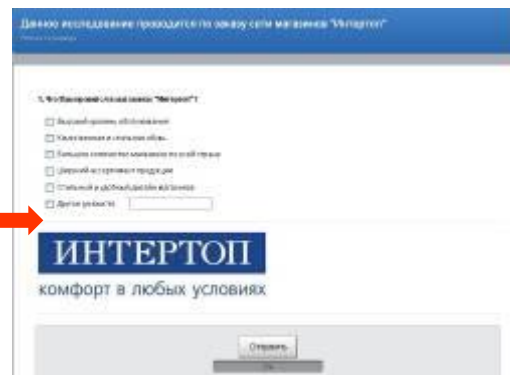 Данное исследование проводится по заказу сети магазинов "Интертоп"
1. Что Вам в магазинах "Интертоп"?
Высокий уровень обслуживания
Качественная и стильная обувь
Большое количество магазинов по всей стране
Широкий ассортимент продукции
Стильный и удобный дизайн магазинов
Другое укажите
ИНТЕРТОП
комфорт в любых условиях
Отправить